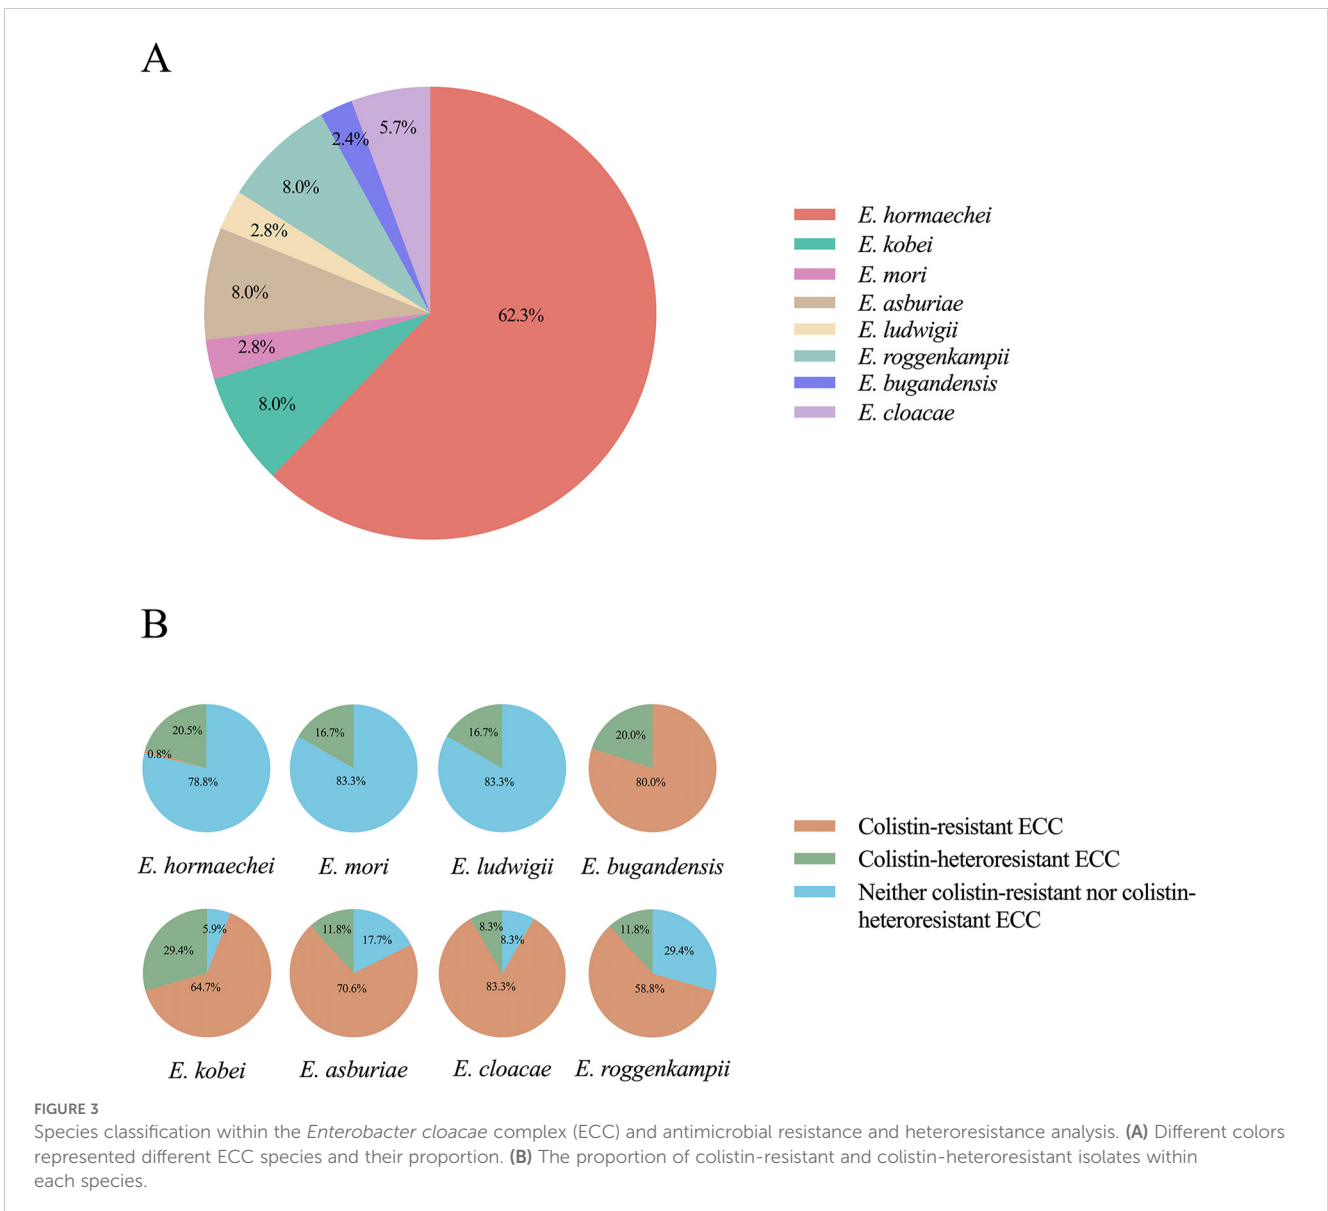 A
5.7%
2.4%
8.0%
2.8%
8.0%
2.8%
8.0%
62.3%
E. hormaechei
E. kobei
E. mori
E. asburiae
E. ludwigii
E. roggenkampii
E. bugandensis
E. cloacae
B
20.5%
0.8%
78.8%
E. hormaechei
16.7%
83.3%
E. mori
16.7%
83.3%
E. ludwigii
20.0%
80.0%
E. bugandensis
5.9%
29.4%
64.7%
E. kobei
11.8%
17.7%
70.6%
E. asburiae
8.3%
8.3%
83.3%
E. cloacae
11.8%
29.4%
58.8%
E. roggenkampii
Colistin-resistant ECC
Colistin-heteroresistant ECC
Neither colistin-resistant nor colistin-
heteroresistant ECC
FIGURE 3
Species classification within the Enterobacter cloacae complex (ECC) and antimicrobial resistance and heteroresistance analysis. (A) Different colors
represented different ECC species and their proportion. (B) The proportion of colistin-resistant and colistin-heteroresistant isolates within
each species.